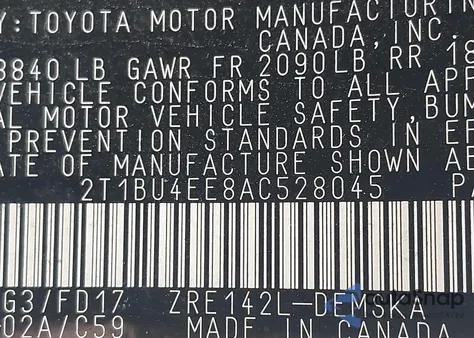 Y:TOYOTA MOTOR MANUFACTURIN
CANADA,INC.
3840 LB GAWR FR 2090LB,RR 18
VEHICLE CONFORMS TO ALL APP
AL MOTOR VEHICLE SAFETY,BUM
PREVENTION STANDARDS IN E
ATE OF MANUFACTURE SHOWN AB
2T1BU4EE8AC528045
G3/FD17 ZRE142L-DEMSKA
02A/C59 MADE IN CANADA